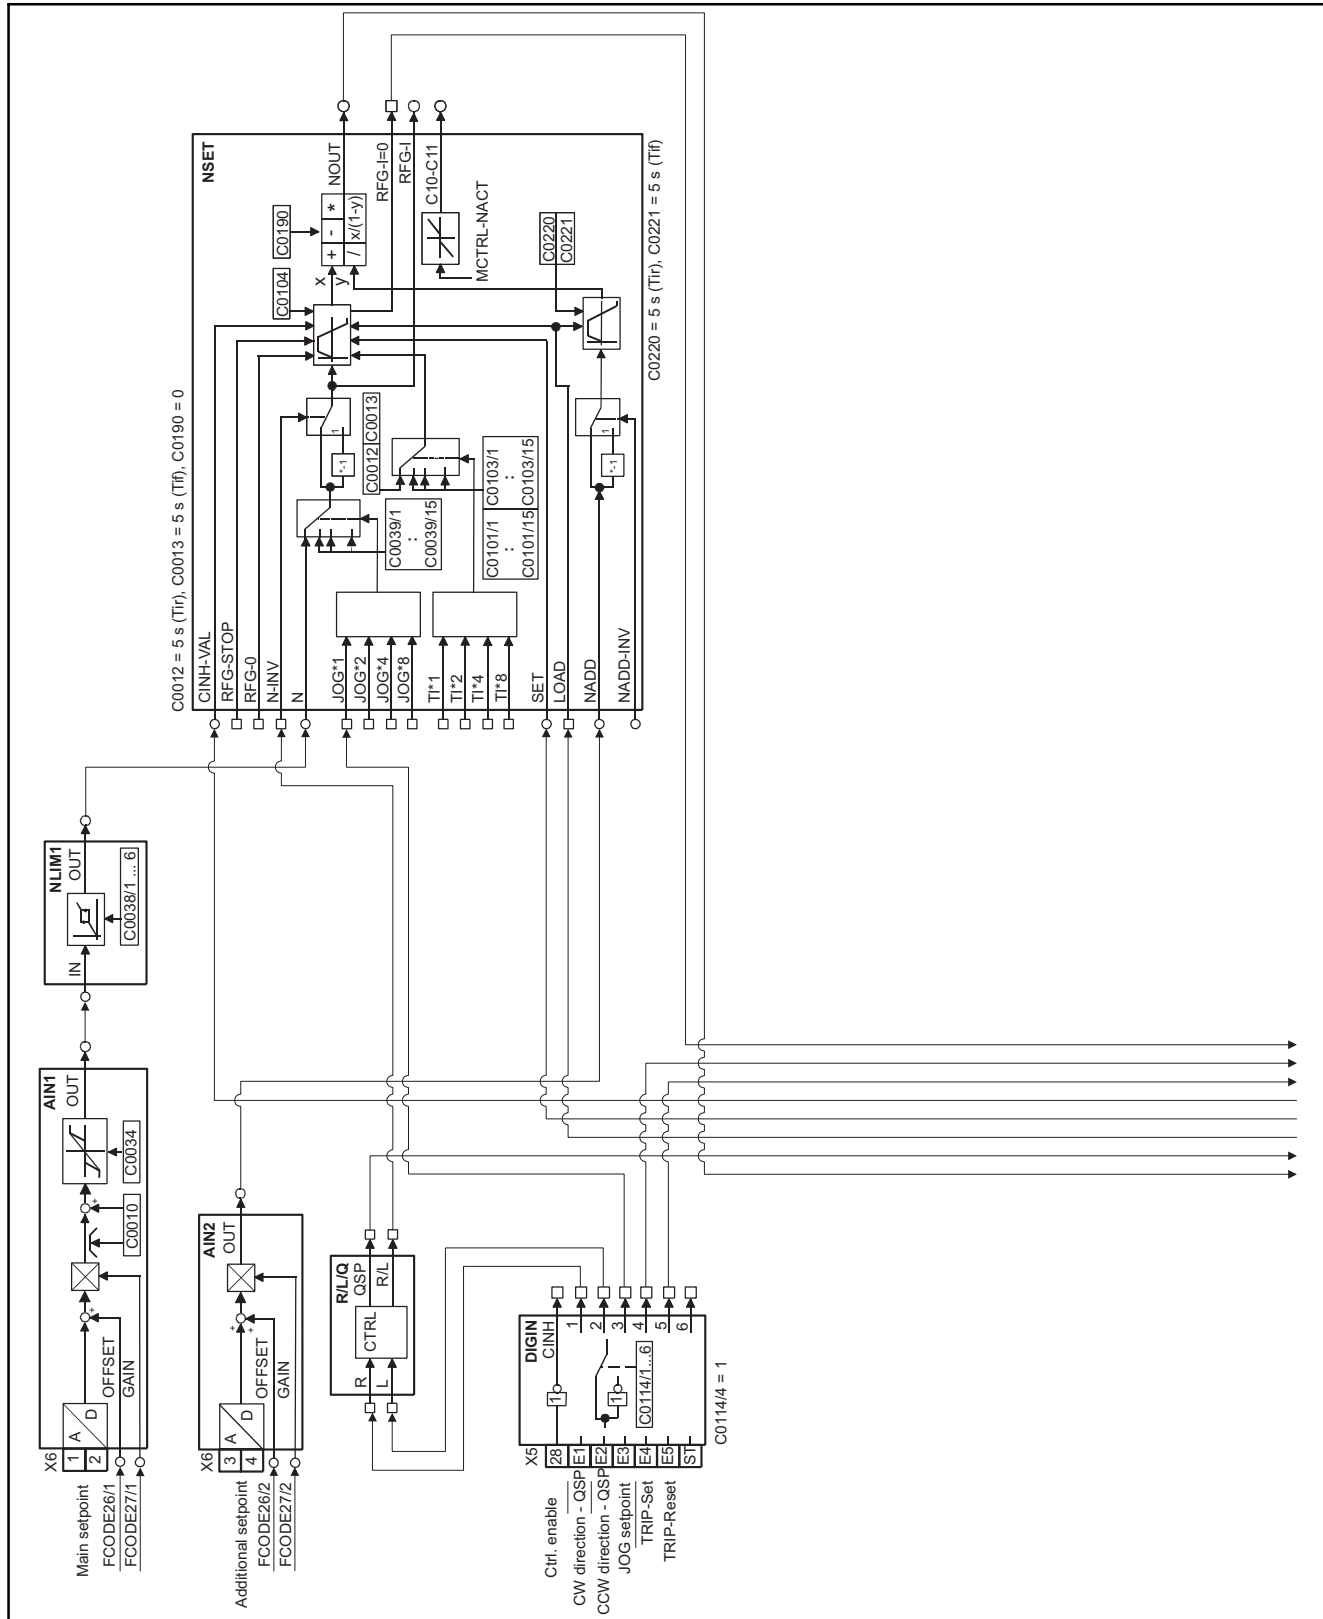 NSET
C0012 = 5 s (Tir), C0013 = 5 s (Tif), C0190 = 0
C0190
C0104
+ - *
/ x/(1-y)
x
y
NOUT
RFG-I=0
RFG-I
C10-C11
MCTRL-NACT
C0220
C0221
C0220 = 5 s (Tir), C0221 = 5 s (Tif)
1
*-1
C0012 C0013
C0039/1
..
C0039/15
C0101/1
..
C0101/15
C0103/1
..
C0103/15
1
*-1
CINH-VAL
RFG-STOP
RFG-0
N-INV
N
JOG*1
JOG*2
JOG*4
JOG*8
TI*1
TI*2
TI*4
TI*8
SET
LOAD
NADD
NADD-INV
NLIM1
OUT
IN
C0038/1 ... 6
AIN1
OUT
C0034
C0010
+
+
OFFSET
GAIN
A
D
X6
1
2
Main setpoint
FCODE26/1
FCODE27/1
AIN2
OUT
+
+
OFFSET
GAIN
A
D
X6
3
4
Additional setpoint
FCODE26/2
FCODE27/2
R/L/Q
QSP
R/L
CTRL
R
L
DIGIN
CINH
1
2
3
4
5
6
1
1
C0114/1...6
C0114/4 = 1
X5
28
E1
E2
E3
E4
E5
ST
Ctrl. enable
CW direction - QSP
CCW direction - QSP
JOG setpoint
TRIP-Set
TRIP-Reset